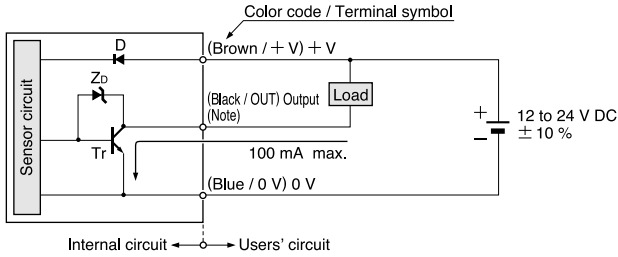 Color code / Terminal symbol
D
(Brown / + V) + V
ZD
(Black / OUT) Output
(Note)
Load
Sensor circuit
Tr
100 mA max.
+
−
12 to 24 V DC
± 10 %
(Blue / 0 V) 0 V
Internal circuit
Users' circuit